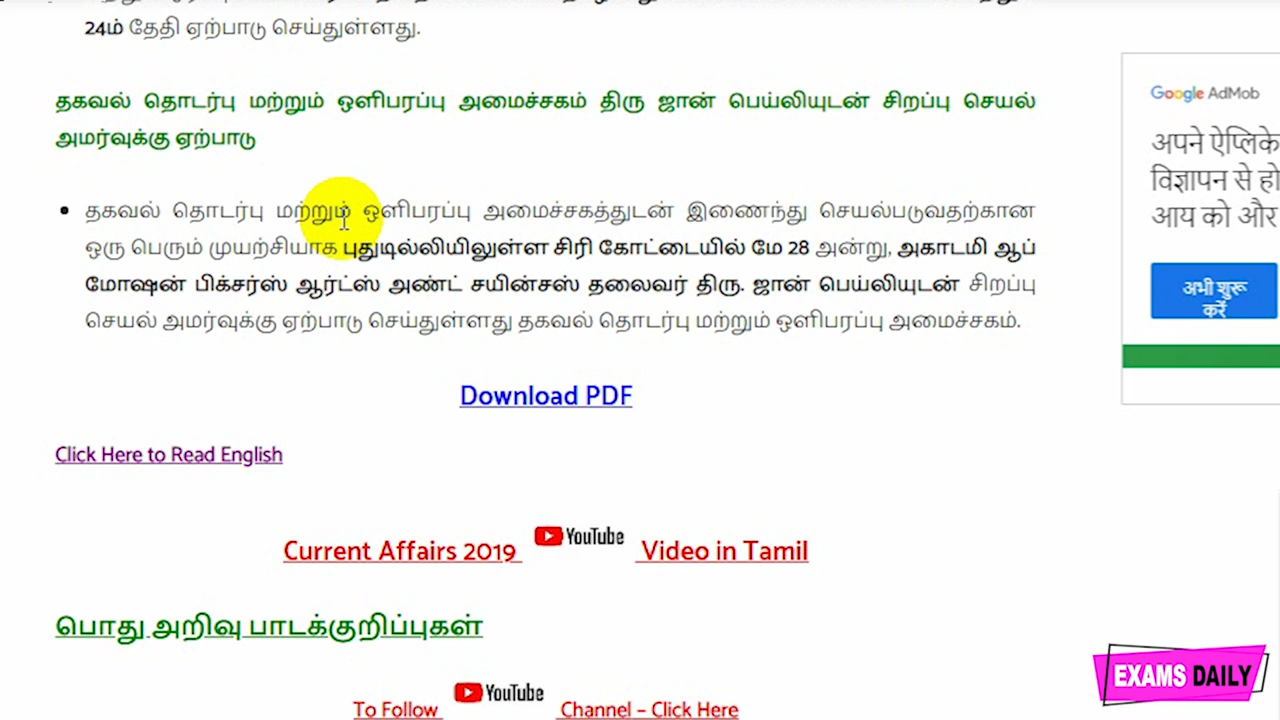 24ம் தேதி ஏற்பாடு செய்துள்ளது.
தகவல் தொடர்பு மற்றும் ஒளிபரப்பு அமைச்சகம் திரு ஜான் பெய்லியுடன் சிறப்பு செயல்
அமர்வுக்கு ஏற்பாடு
தகவல் தொடர்பு மற்றும் ஒளிபரப்பு அமைச்சகத்துடன் இணைந்து செயல்படுவதற்கான
ஒரு பெரும் முயற்சியாக புதுடில்லியிலுள்ள சிரி கோட்டையில் மே 28 அன்று, அகாடமி ஆப்
மோஷன் பிக்சர்ஸ் ஆர்ட்ஸ் அண்ட் சயின்சஸ் தலைவர் திரு. ஜான் பெய்லியுடன் சிறப்பு
செயல் அமர்வுக்கு ஏற்பாடு செய்துள்ளது தகவல் தொடர்பு மற்றும் ஒளிபரப்பு அமைச்சகம்.
Download PDF
Click Here to Read English
Current Affairs 2019 YouTube Video in Tamil
பொது அறிவு பாடக்குறிப்புகள்
To Follow YouTube Channel – Click Here
Google AdMob
अपने ऐप्लिके
विज्ञापन से हो
आय को और
अभी शुरू
करें
EXAMS DAILY